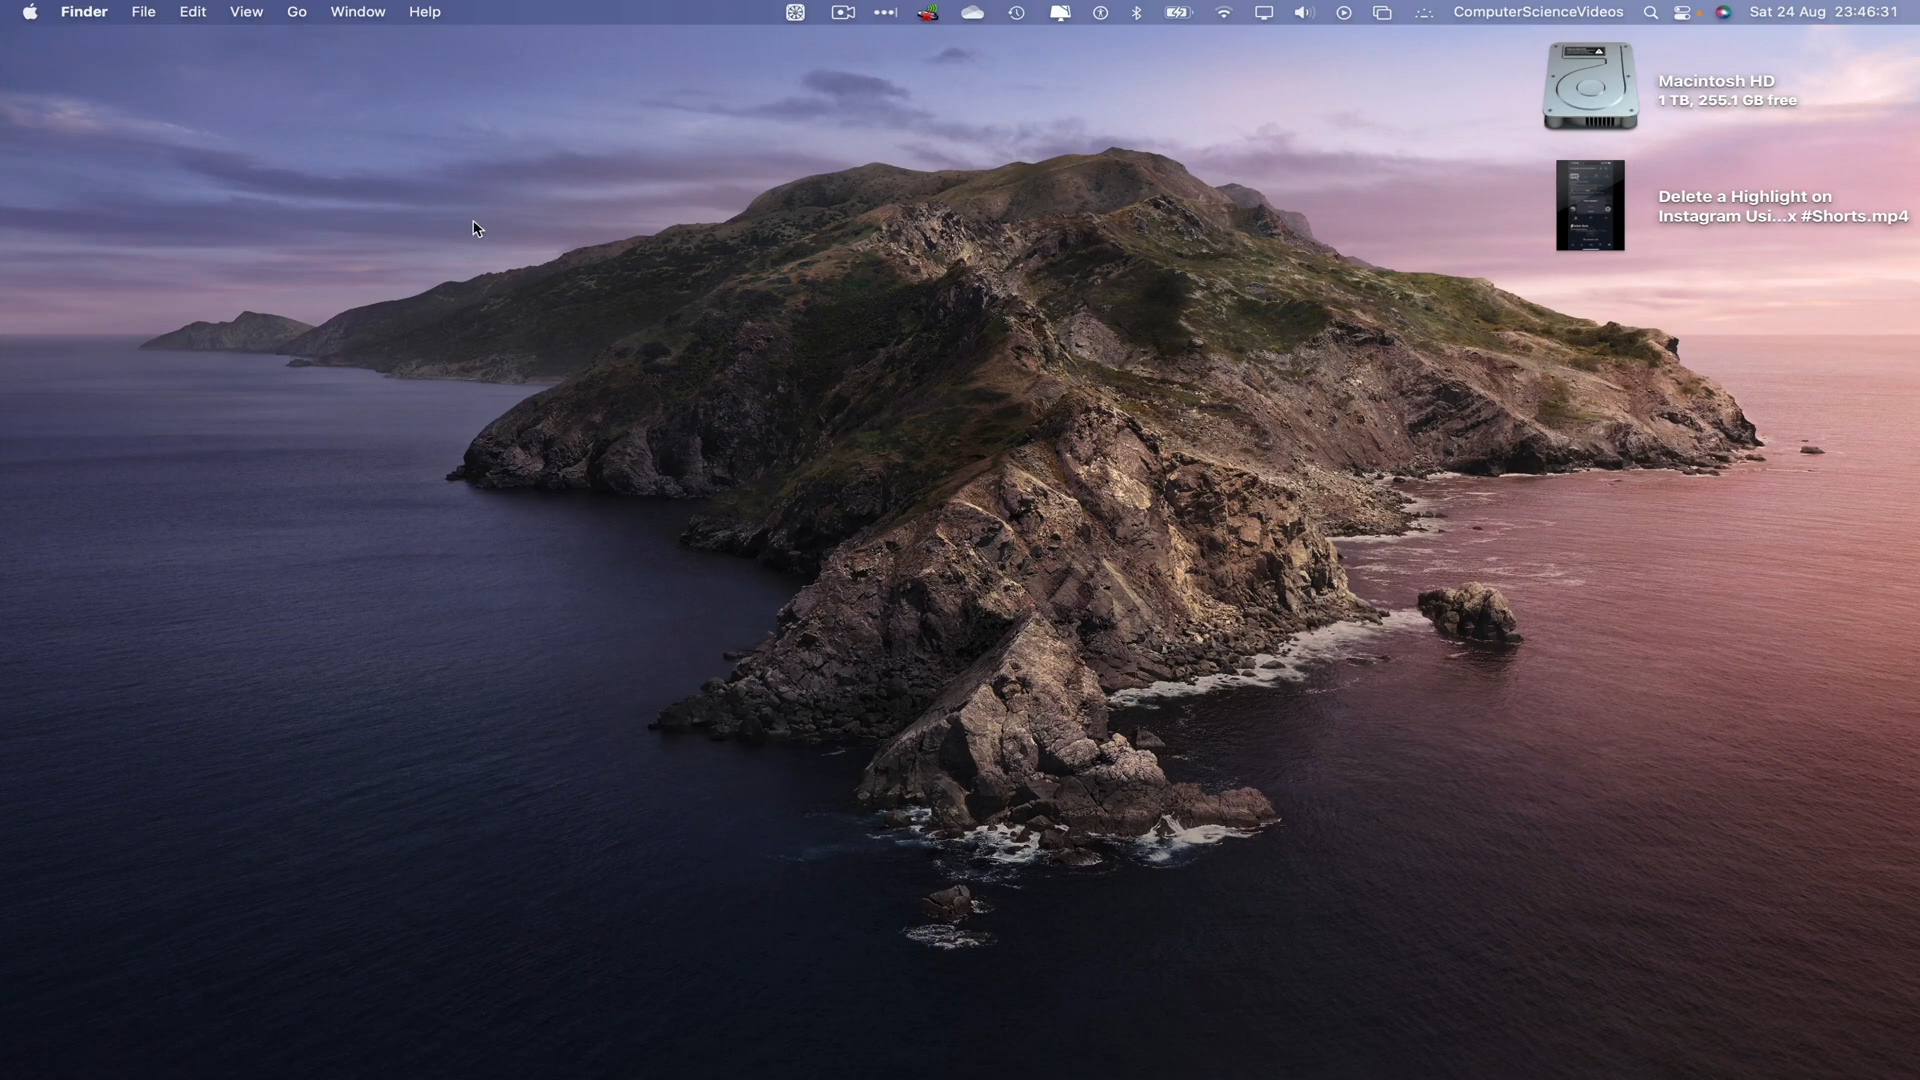 Finder File Edit View Go Window Help ComputerScienceVideos Sat 24 Aug 23:46:31
Macintosh HD
1 TB, 255.1 GB free
Delete a Highlight on
Instagram Usi...x #Shorts.mp4